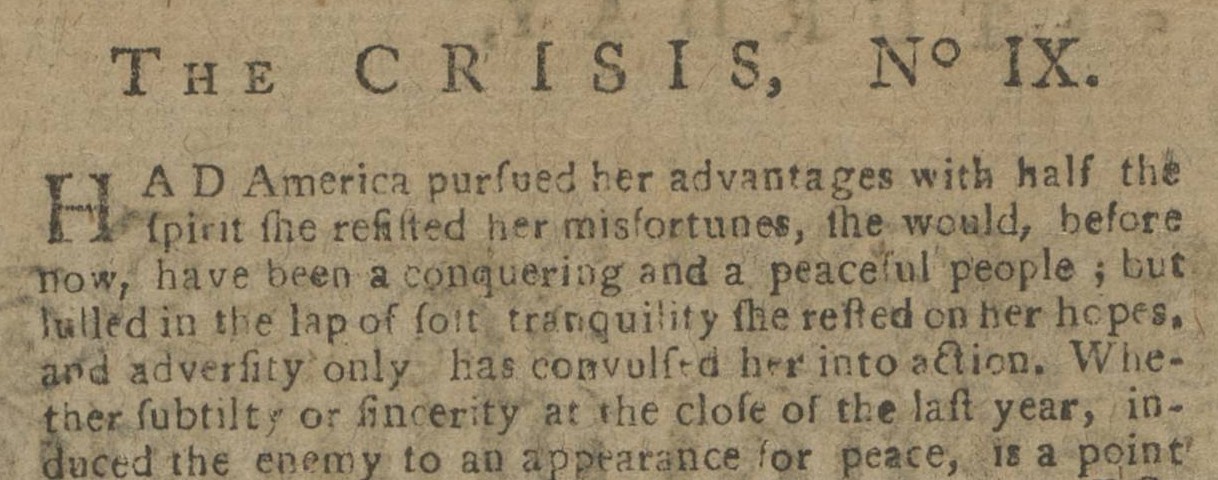 The CRISIS, No IX.
HAD America purſued her advantages with half the
ſpirit ſhe reſiſted her misfortunes, ſhe would, before
now, have been a conquering and a peaceful people ; but
lulled in the lap of ſoft tranquility ſhe reſted on her hopes,
and adverſity only has convulſed her into action. Whe-
ther ſubtilty or ſincerity at the cloſe of the laſt year, in-
duced the enemy to an appearance for peace, is a point